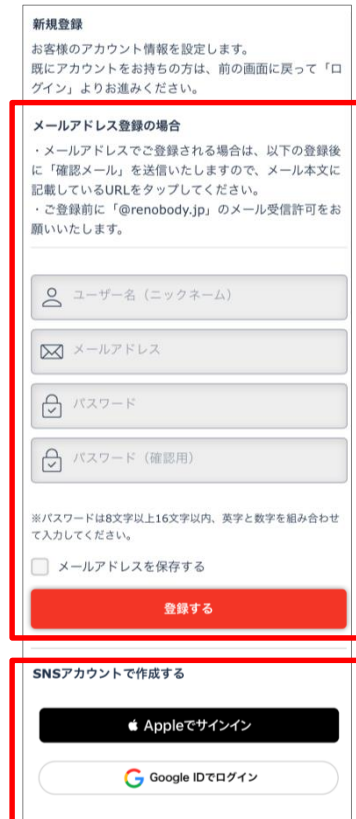 新規登録
お客様のアカウント情報を設定します。
既にアカウントをお持ちの方は、前の画面に戻って「ロ
グイン」よりお進みください。
メールアドレス登録の場合
・メールアドレスでご登録される場合は、以下の登録後
に「確認メール」を送信いたしますので、メール本文に
記載しているURLをタップしてください。
・ご登録前に「@renobody.jp」のメール受信許可をお
願いいたします。
ユーザー名（ニックネーム）
メールアドレス
パスワード
パスワード（確認用）
※パスワードは8文字以上16文字以内、英字と数字を組み合わせ
て入力してください。
メールアドレスを保存する
登録する
SNSアカウントで作成する
Appleでサインイン
Google IDでログイン